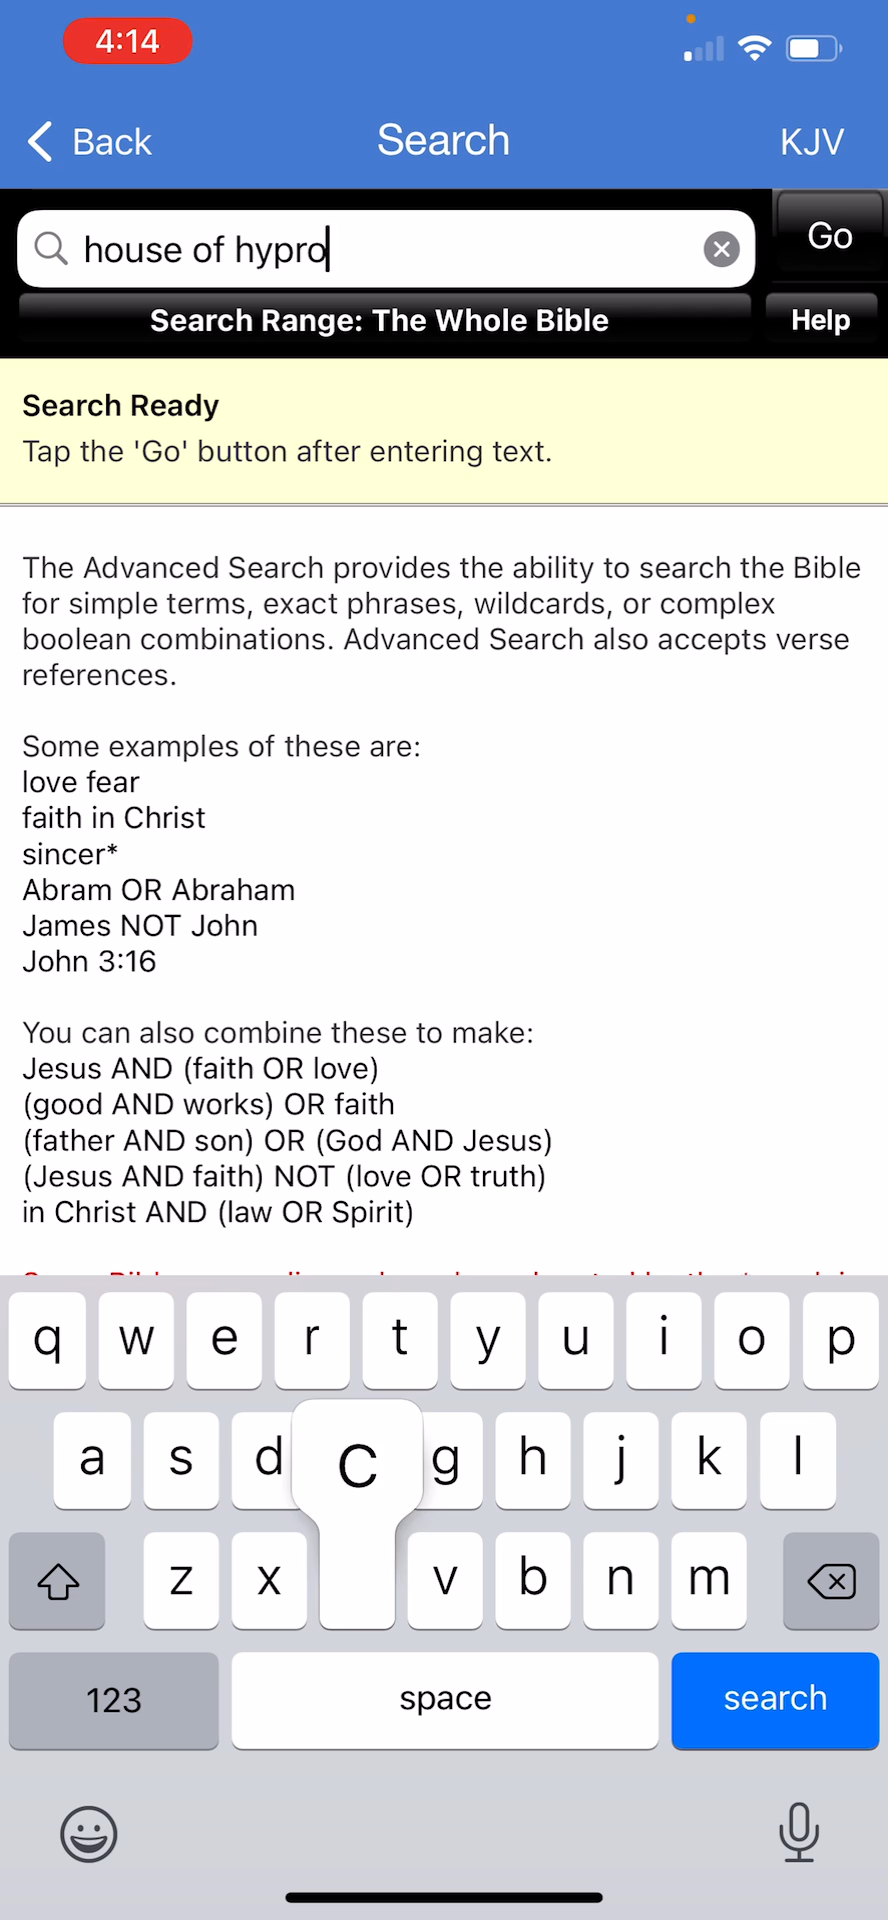 4:14
Back Search KJV
house of hypro Go
Search Range: The Whole Bible Help
Search Ready
Tap the 'Go' button after entering text.
The Advanced Search provides the ability to search the Bible
for simple terms, exact phrases, wildcards, or complex
boolean combinations. Advanced Search also accepts verse
references.
Some examples of these are:
love fear
faith in Christ
sincer*
Abram OR Abraham
James NOT John
John 3:16
You can also combine these to make:
Jesus AND (faith OR love)
(good AND works) OR faith
(father AND son) OR (God AND Jesus)
(Jesus AND faith) NOT (love OR truth)
in Christ AND (law OR Spirit)
q w e r t y u i o p
a s d c g h j k l
z x v b n m
123 space search